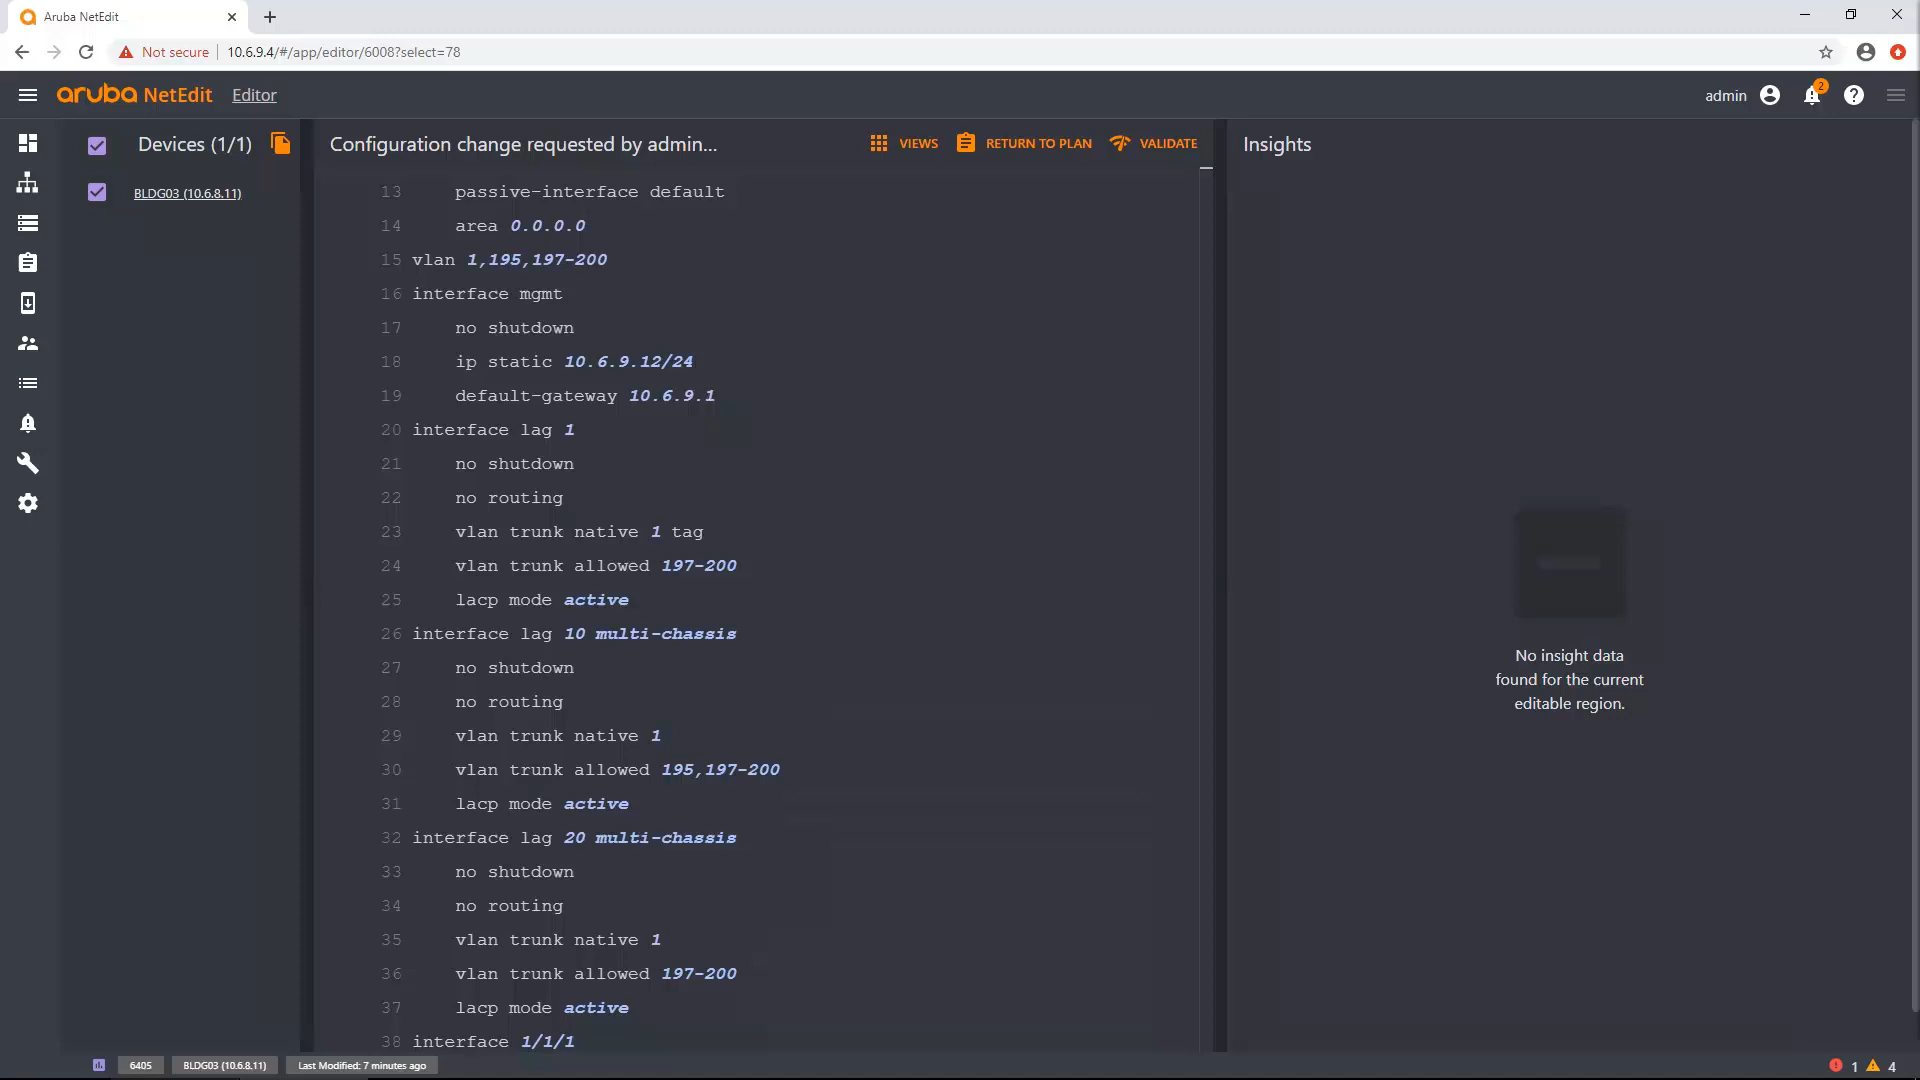 Aruba NetEdit
Not secure
10.6.9.4/#/app/editor/6008?select=78
aruba NetEdit
Editor
admin
2
Devices (1/1)
BLDG03 (10.6.8.11)
Configuration change requested by admin...
VIEWS
RETURN TO PLAN
VALIDATE
13 passive-interface default
14 area 0.0.0.0
15 vlan 1,195,197-200
16 interface mgmt
17 no shutdown
18 ip static 10.6.9.12/24
19 default-gateway 10.6.9.1
20 interface lag 1
21 no shutdown
22 no routing
23 vlan trunk native 1 tag
24 vlan trunk allowed 197-200
25 lacp mode active
26 interface lag 10 multi-chassis
27 no shutdown
28 no routing
29 vlan trunk native 1
30 vlan trunk allowed 195,197-200
31 lacp mode active
32 interface lag 20 multi-chassis
33 no shutdown
34 no routing
35 vlan trunk native 1
36 vlan trunk allowed 197-200
37 lacp mode active
38 interface 1/1/1
Insights
No insight data
found for the current
editable region.
6405
BLDG03 (10.6.8.11)
Last Modified: 7 minutes ago
1
4